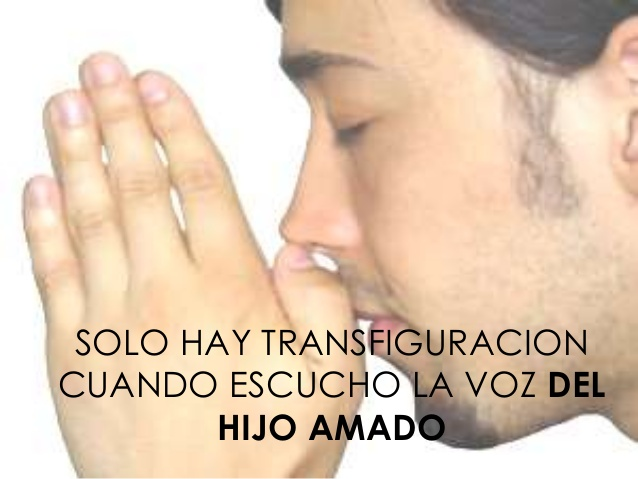 SOLO HAY TRANSFIGURACION
CUANDO ESCUCHO LA VOZ DEL
HIJO AMADO